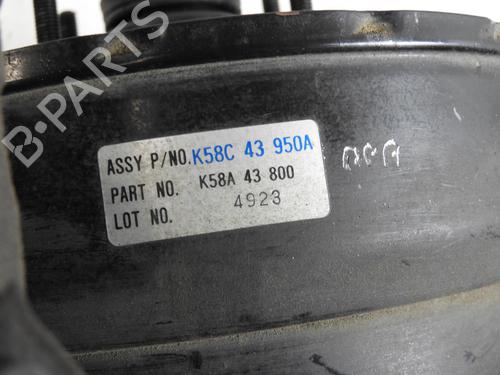 ASSY P/NO. K58C 43 950A
PART NO. K58A 43 800
LOT NO. 4923
B-PARTS